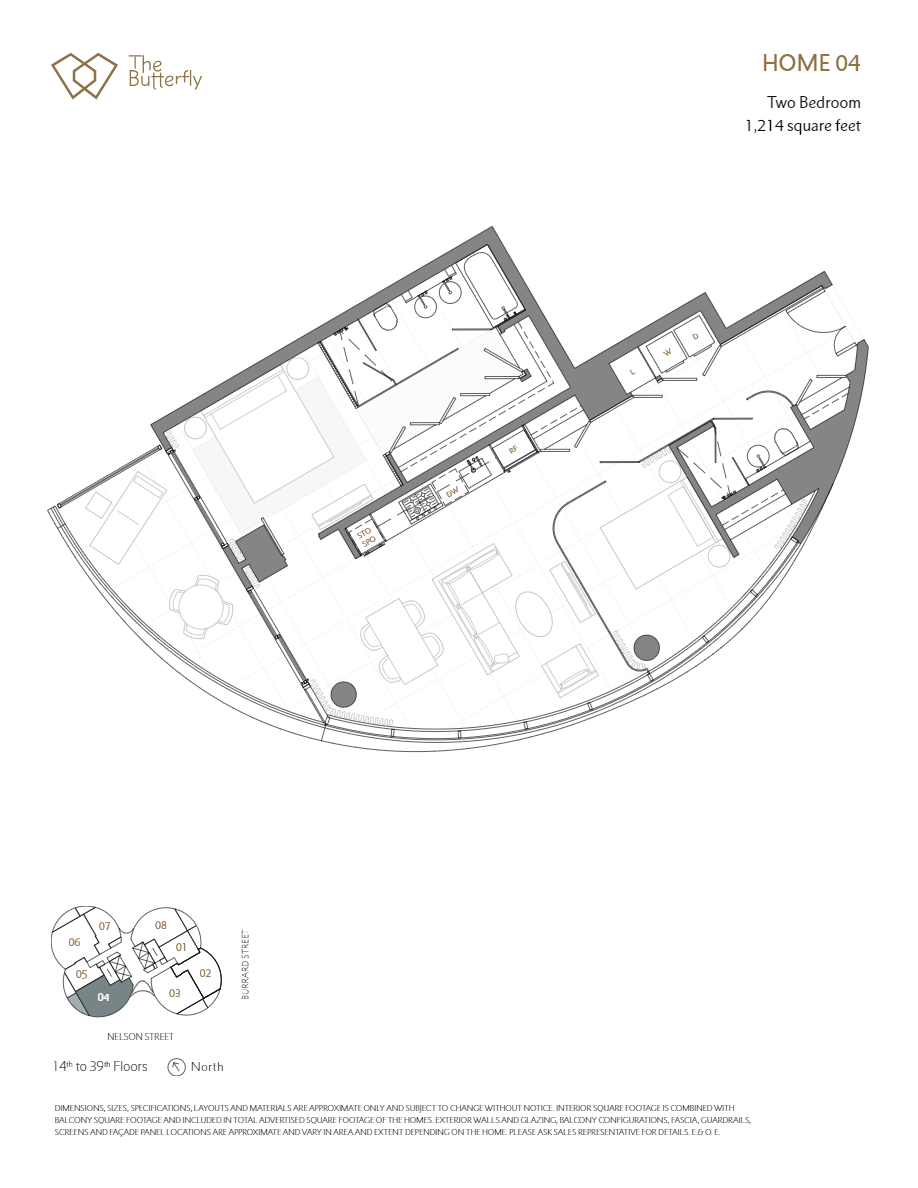 The
Butterfly
HOME 04
Two Bedroom
1,214 square feet
D
W
L
RF
DW
STO
SPO
08
07
01
06
05
02
03
04
BURRARD STREET
NELSON STREET
14th to 39th Floors
North
DIMENSIONS, SIZES, SPECIFICATIONS, LAYOUTS AND MATERIALS ARE APPROXIMATE ONLY AND SUBJECT TO CHANGE WITHOUT NOTICE. INTERIOR SQUARE FOOTAGE IS COMBINED WITH
BALCONY SQUARE FOOTAGE AND INCLUDED IN TOTAL ADVERTISED SQUARE FOOTAGE OF THE HOMES. EXTERIOR WALLS AND GLAZING, BALCONY CONFIGURATIONS, FASCIA, GUARDRAILS,
SCREENS AND FAÇADE PANEL LOCATIONS ARE APPROXIMATE AND VARY IN AREA AND EXTENT DEPENDING ON THE HOME. PLEASE ASK SALES REPRESENTATIVE FOR DETAILS. E.& O. E.